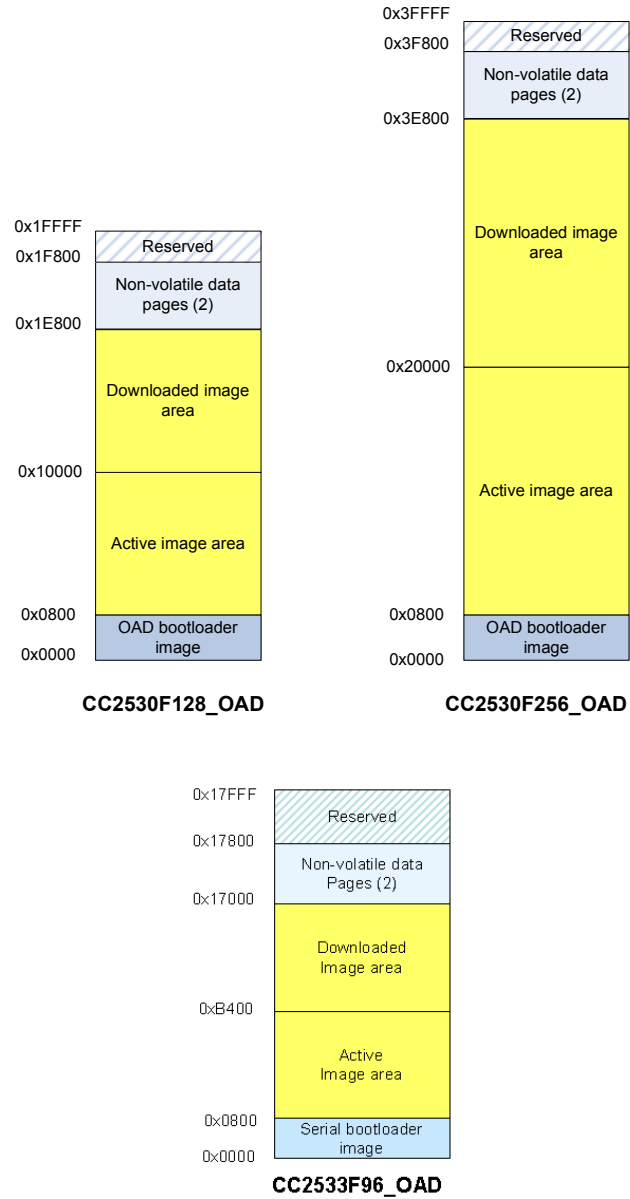 0x1FFFF
Reserved
0x1F800
Non-volatile data
pages (2)
0x1E800
Downloaded image
area
0x10000
Active image area
0x0800
OAD bootloader
image
0x0000
CC2530F128_OAD
0x3FFFF
Reserved
0x3F800
Non-volatile data
pages (2)
0x3E800
Downloaded image
area
0x20000
Active image area
0x0800
OAD bootloader
image
0x0000
CC2530F256_OAD
0x17FFF
Reserved
0x17800
Non-volatile data
Pages (2)
0x17000
Downloaded
Image area
0xB400
Active
Image area
0x0800
Serial bootloader
image
0x0000
CC2533F96_OAD